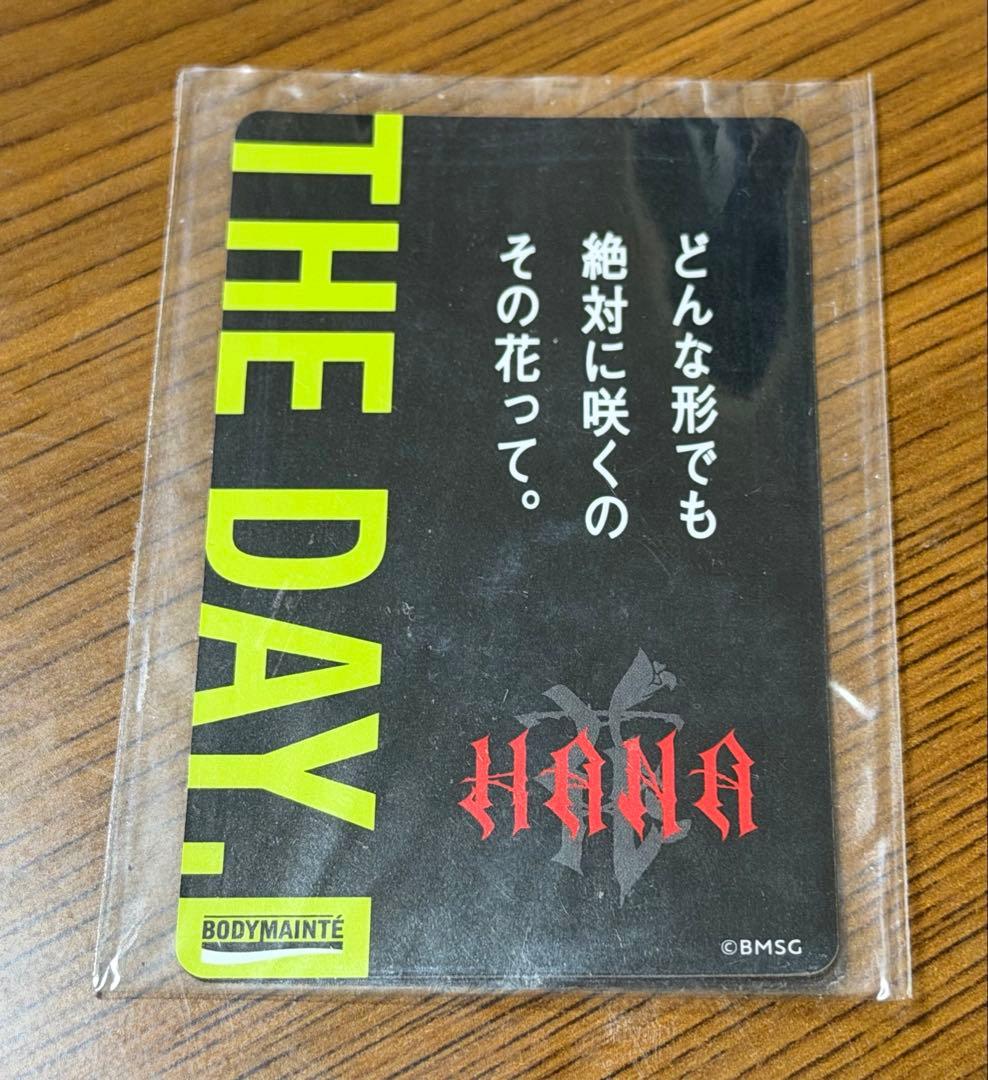 どんな形でも
絶対に咲くの
その花って。
THE DAY.
花
HANA
BODYMAINTÉ
©BMSG